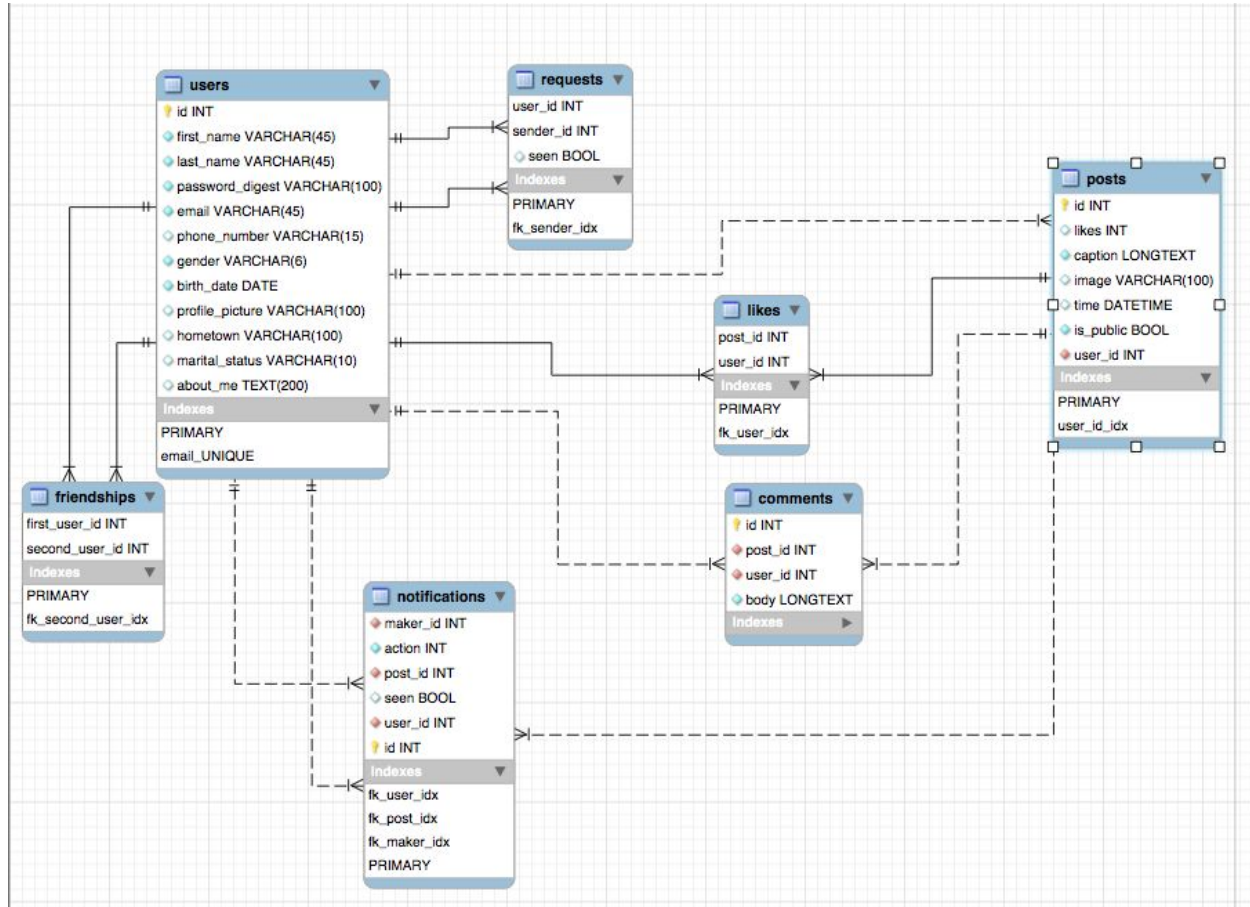 users
id INT
first_name VARCHAR(45)
last_name VARCHAR(45)
password_digest VARCHAR(100)
email VARCHAR(45)
phone_number VARCHAR(15)
gender VARCHAR(6)
birth_date DATE
profile_picture VARCHAR(100)
hometown VARCHAR(100)
marital_status VARCHAR(10)
about_me TEXT(200)
Indexes
PRIMARY
email_UNIQUE
requests
user_id INT
sender_id INT
seen BOOL
Indexes
PRIMARY
fk_sender_idx
posts
id INT
likes INT
caption LONGTEXT
image VARCHAR(100)
time DATETIME
is_public BOOL
user_id INT
Indexes
PRIMARY
user_id_idx
likes
post_id INT
user_id INT
Indexes
PRIMARY
fk_user_idx
friendships
first_user_id INT
second_user_id INT
Indexes
PRIMARY
fk_second_user_idx
comments
id INT
post_id INT
user_id INT
body LONGTEXT
Indexes
notifications
maker_id INT
action INT
post_id INT
seen BOOL
user_id INT
id INT
Indexes
fk_user_idx
fk_post_idx
fk_maker_idx
PRIMARY